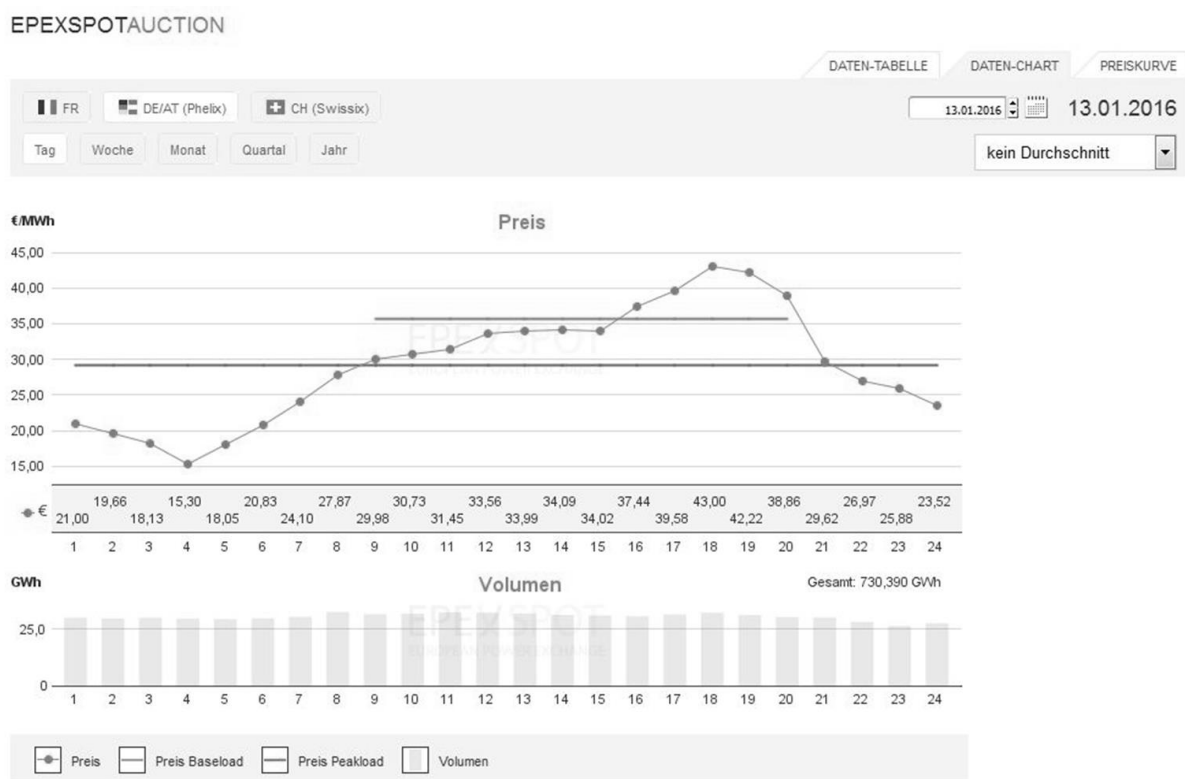 EPEXSPOTAUCTION
DATEN-TABELLE DATEN-CHART PREISKURVE
FR DE/AT (Phelix) CH (Swissix) 13.01.2016 13.01.2016
Tag Woche Monat Quartal Jahr kein Durchschnitt
€/MWh Preis
45,00
40,00
35,00
EPEXSPOT
30,00
EUROPEAN POWER EXCHANGE
25,00
20,00
15,00
19,66 15,30 20,83 27,87 30,73 33,56 34,09 37,44 43,00 38,86 26,97 23,52
€
21,00 18,13 18,05 24,10 29,98 31,45 33,99 34,02 39,58 42,22 29,62 25,88
1 2 3 4 5 6 7 8 9 10 11 12 13 14 15 16 17 18 19 20 21 22 23 24
GWh Volumen Gesamt: 730,390 GWh
EPEXSPOT
25,0
EUROPEAN POWER EXCHANGE
0
1 2 3 4 5 6 7 8 9 10 11 12 13 14 15 16 17 18 19 20 21 22 23 24
Preis Preis Baseload Preis Peakload Volumen